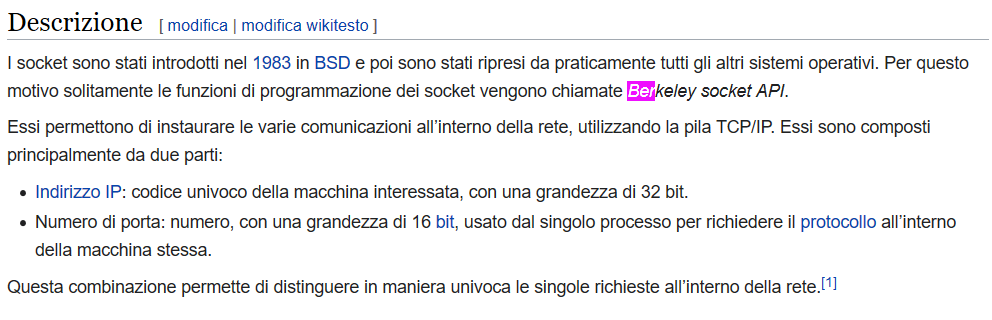 Descrizione [ modifica | modifica wikitesto ]
I socket sono stati introdotti nel 1983 in BSD e poi sono stati ripresi da praticamente tutti gli altri sistemi operativi. Per questo
motivo solitamente le funzioni di programmazione dei socket vengono chiamate Berkeley socket API.
Essi permettono di instaurare le varie comunicazioni all’interno della rete, utilizzando la pila TCP/IP. Essi sono composti
principalmente da due parti:
• Indirizzo IP: codice univoco della macchina interessata, con una grandezza di 32 bit.
• Numero di porta: numero, con una grandezza di 16 bit, usato dal singolo processo per richiedere il protocollo all’interno
della macchina stessa.
Questa combinazione permette di distinguere in maniera univoca le singole richieste all’interno della rete.[1]